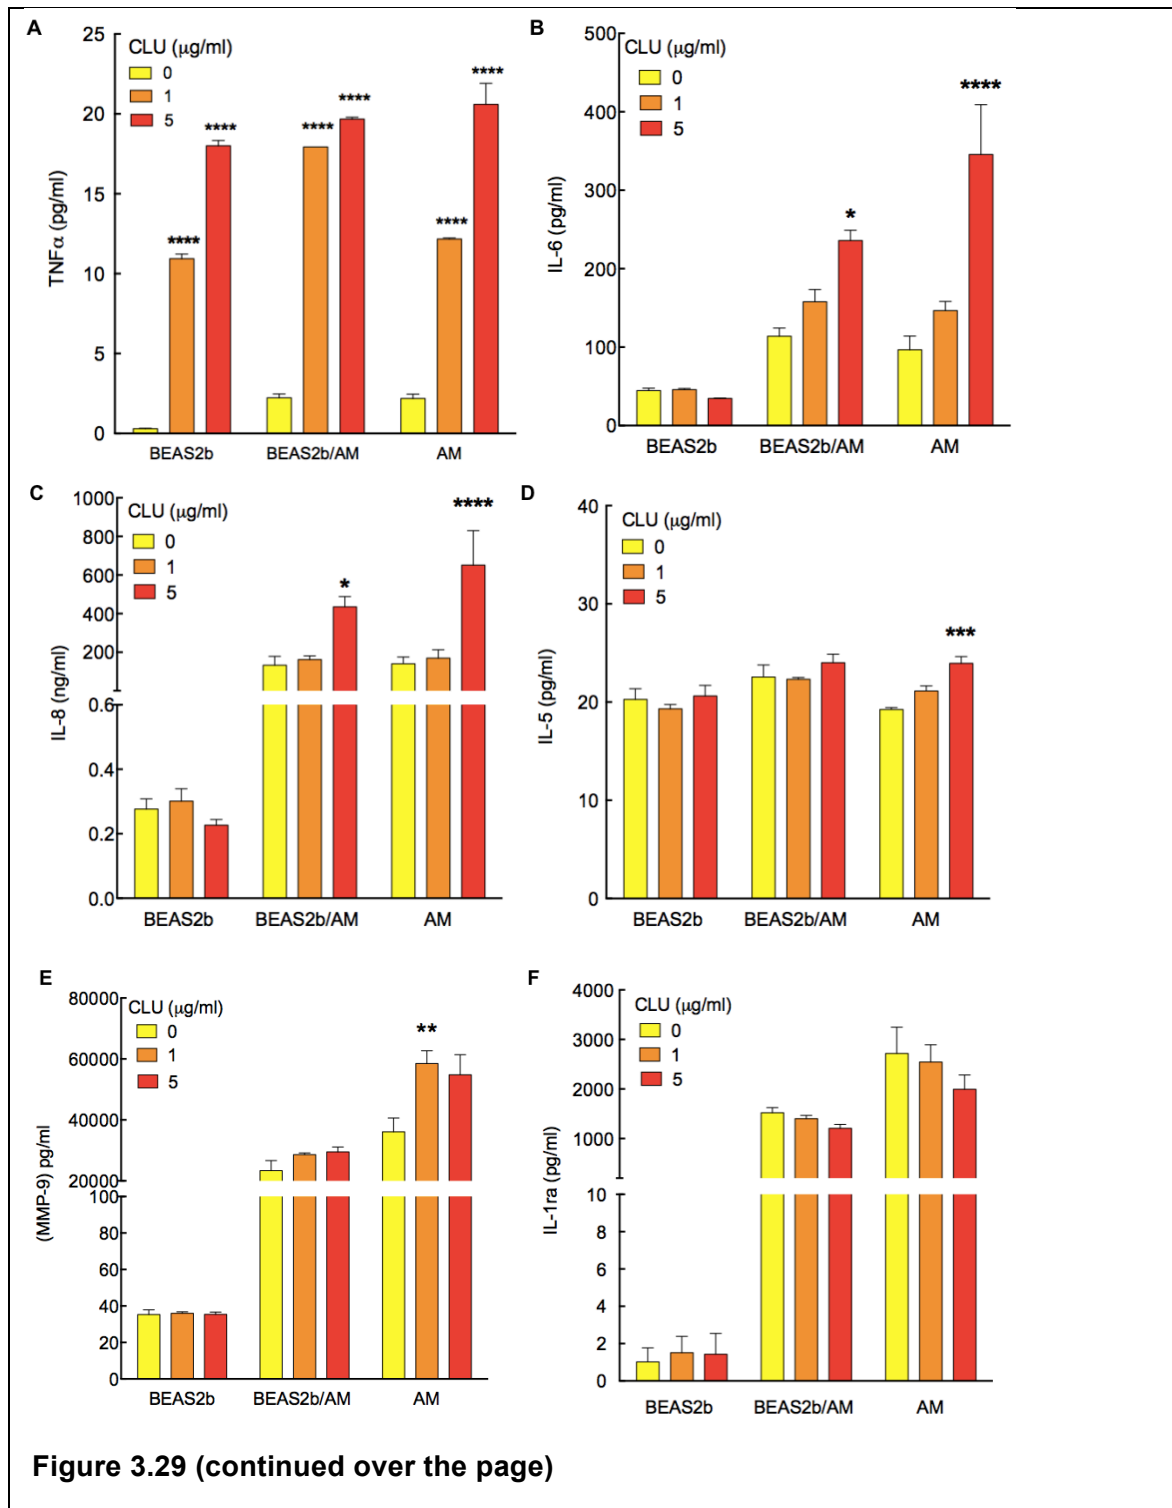 A
CLU (μg/ml)
0
1
5
TNFα (pg/ml)
25
20
15
10
5
0
****
****
****
****
****
****
BEAS2b
BEAS2b/AM
AM
B
CLU (μg/ml)
0
1
5
IL-6 (pg/ml)
500
400
300
200
100
0
*
****
BEAS2b
BEAS2b/AM
AM
C
CLU (μg/ml)
0
1
5
IL-8 (ng/ml)
1000
800
600
400
200
0.6
0.4
0.2
0.0
*
****
BEAS2b
BEAS2b/AM
AM
D
CLU (μg/ml)
0
1
5
IL-5 (pg/ml)
40
30
20
10
0
***
BEAS2b
BEAS2b/AM
AM
E
CLU (μg/ml)
0
1
5
(MMP-9) pg/ml
80000
60000
40000
20000
100
80
60
40
20
0
**
BEAS2b
BEAS2b/AM
AM
F
CLU (μg/ml)
0
1
5
IL-1ra (pg/ml)
4000
3000
2000
1000
10
8
6
4
2
0
BEAS2b
BEAS2b/AM
AM
Figure 3.29 (continued over the page)